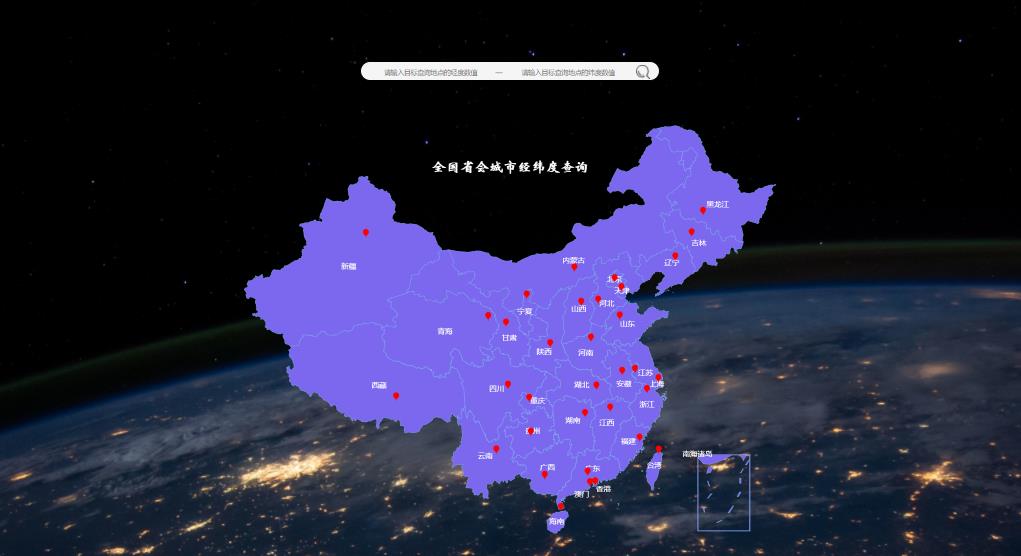 请输入目标查询地点的经度数值 — 请输入目标查询地点的纬度数值
全国省会城市经纬度查询
黑龙江
吉林
内蒙古
辽宁
新疆
北京
天津
宁夏
山西
河北
青海
甘肃
山东
陕西
河南
西藏
四川
湖北
安徽
江苏
上海
重庆
浙江
湖南
江西
贵州
福建
云南
南海诸岛
广西
广东
台湾
澳门
香港
海南